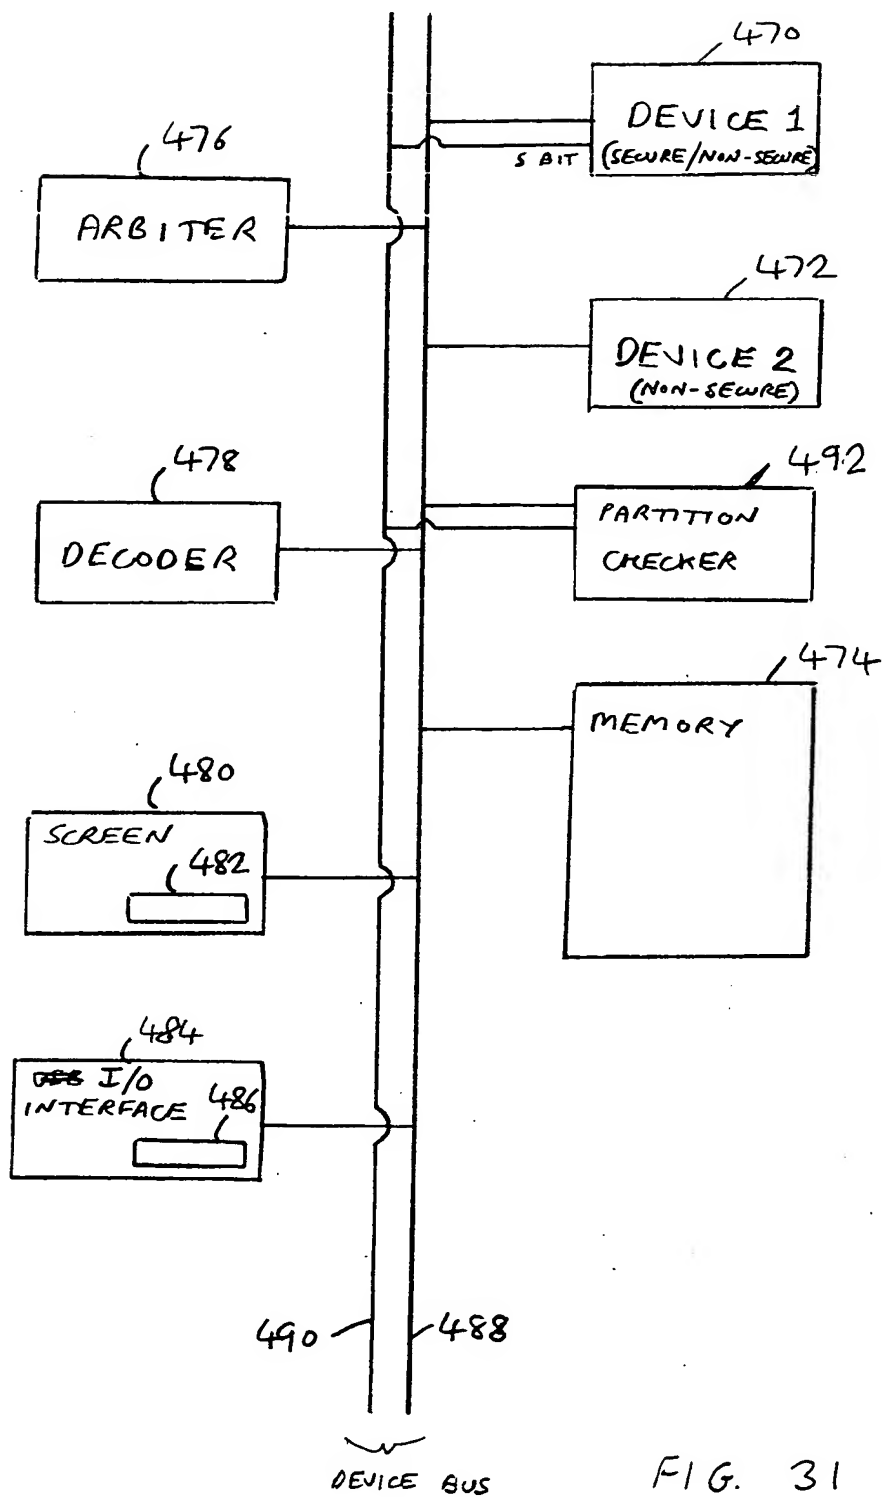 470
DEVICE 1
(SECURE/NON-SECURE)
S BIT
476
ARBITER
472
DEVICE 2
(NON-SECURE)
478
DECODER
492
PARTITION
CHECKER
474
MEMORY
480
SCREEN
482
484
I/O
INTERFACE
486
490
488
DEVICE BUS
FIG. 31